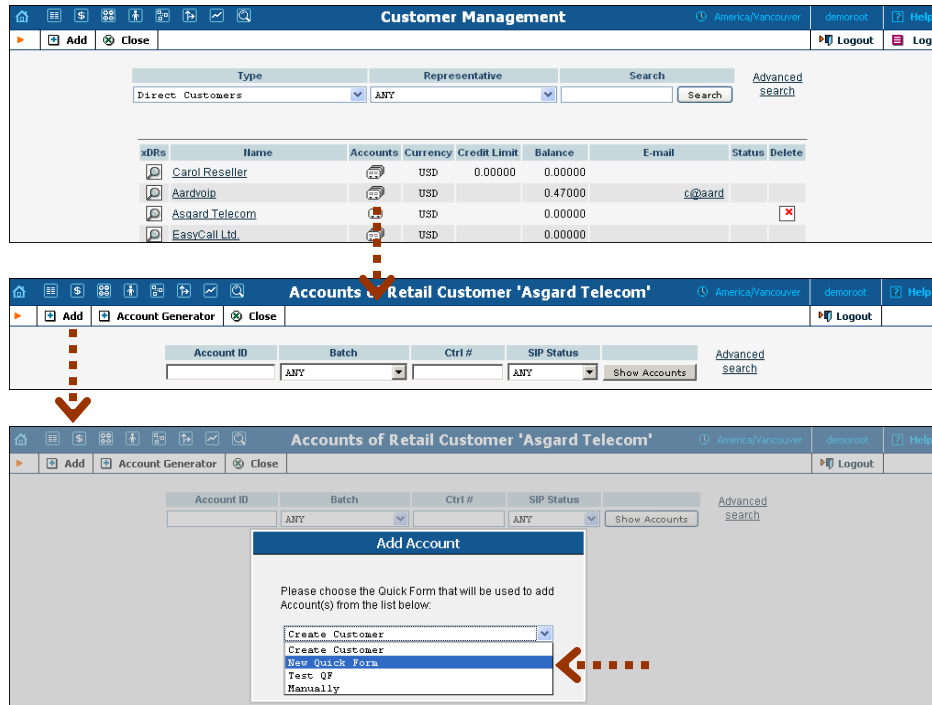 Customer Management America/Vancouver demoroot Help
Add Close Logout Log
Type Representative Search Advanced search
Direct Customers ANY Search
xDRs Name Accounts Currency Credit Limit Balance E-mail Status Delete
Carol Reseller USD 0.00000 0.00000
Aardvoip USD 0.47000 c@aard
Asgard Telecom USD 0.00000
EasyCall Ltd. USD 0.00000
Accounts of Retail Customer 'Asgard Telecom' America/Vancouver demoroot Help
Add Account Generator Close Logout
Account ID Batch Ctrl # SIP Status Advanced search
ANY ANY Show Accounts
Accounts of Retail Customer 'Asgard Telecom' America/Vancouver demoroot Help
Add Account Generator Close Logout
Account ID Batch Ctrl # SIP Status Advanced search
ANY ANY Show Accounts
Add Account
Please choose the Quick Form that will be used to add
Account(s) from the list below:
Create Customer
Create Customer
New Quick Form
Test QF
Manually